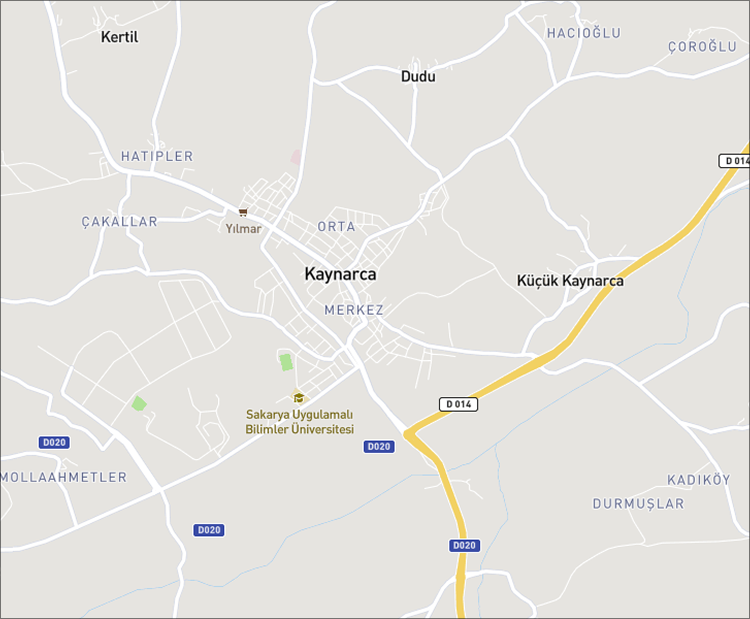 HACIOĞLU
Kertil
ÇOROĞLU
Dudu
HATIPLER
D 014
ÇAKALLAR
Yılmar
ORTA
Kaynarca
Küçük Kaynarca
MERKEZ
D 014
Sakarya Uygulamalı
Bilimler Üniversitesi
D020
D020
MOLLAAHMETLER
KADIKÖY
DURMUŞLAR
D020
D020